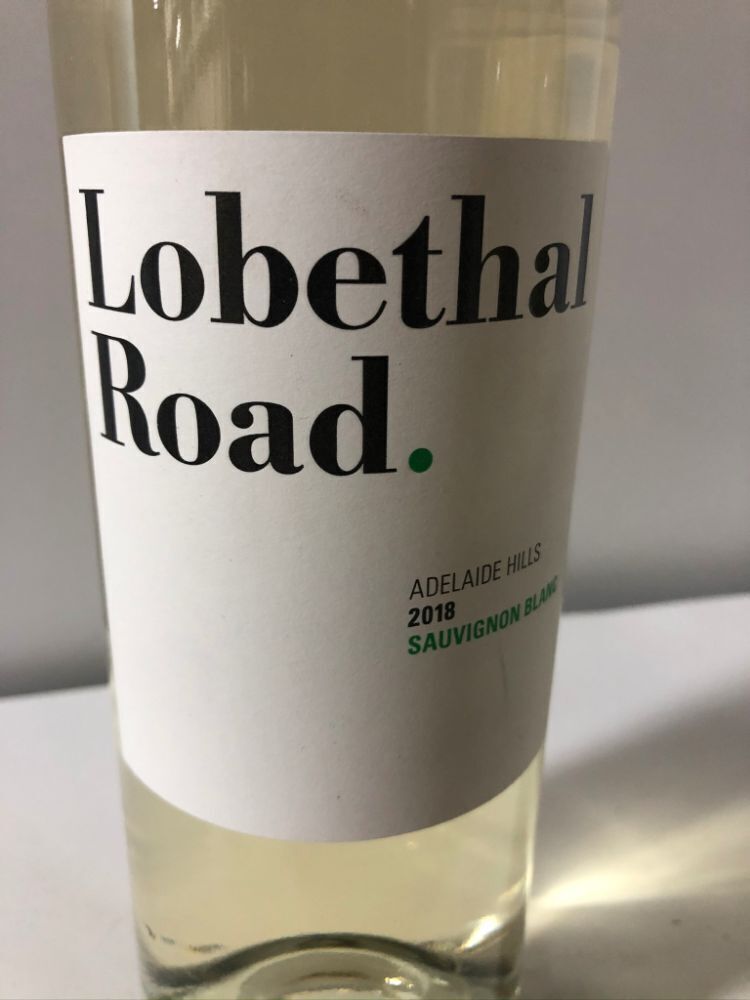 Lobethal
Road.
ADELAIDE HILLS
2018
SAUVIGNON BLANC